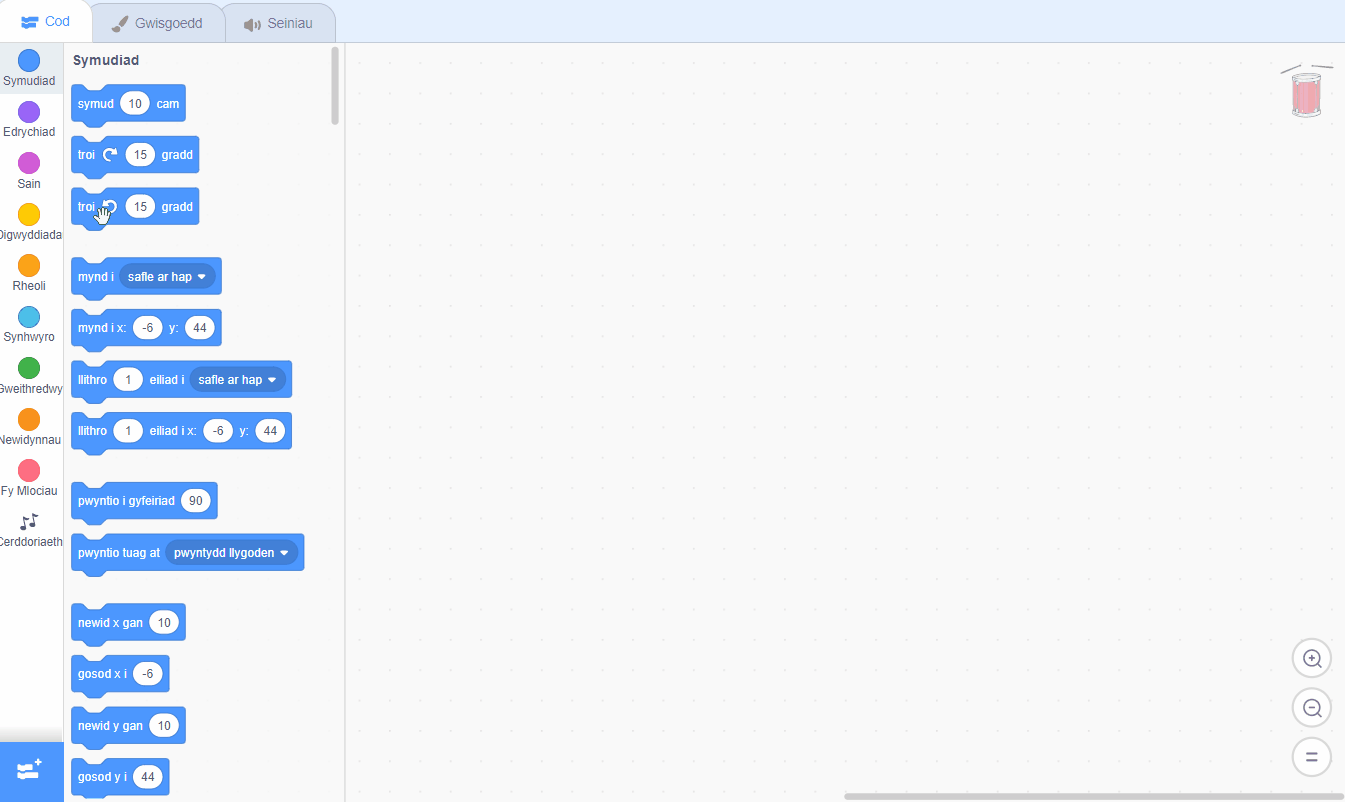 Cod Gwisgoedd Seiniau
Symudiad
Edrychiad
Sain
Digwyddiada
Rheoli
Synhwyro
Gweithredwy
Newidynnau
Fy Mlociau
Cerddoriaeth
Symudiad
symud 10 cam
troi 15 gradd
troi 15 gradd
mynd i safle ar hap
mynd i x: -6 y: 44
llithro 1 eiliad i safle ar hap
llithro 1 eiliad i x: -6 y: 44
pwyntio i gyfeiriad 90
pwyntio tuag at pwyntydd llygoden
newid x gan 10
gosod x i -6
newid y gan 10
gosod y i 44